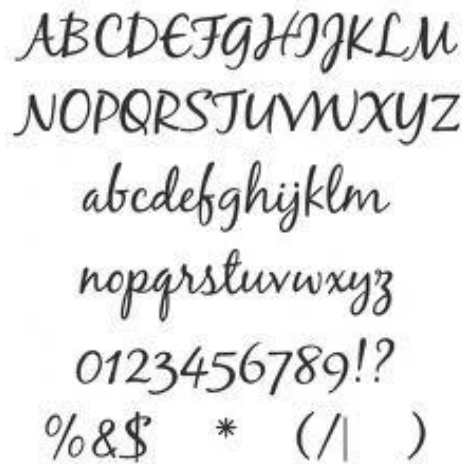 ABCDEFGHIJKLM
NOPQRSTUVWXYZ
abcdefghijklm
nopqrstuvwxyz
0123456789!?
%&$ * (/| )